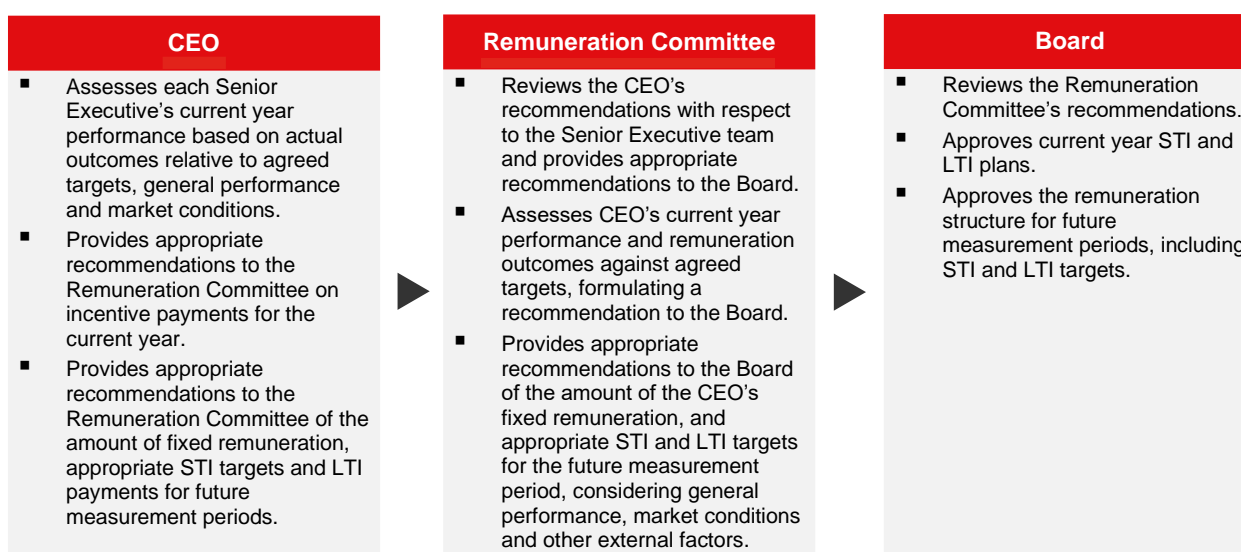 CEO
■ Assesses each Senior
Executive’s current year
performance based on actual
outcomes relative to agreed
targets, general performance
and market conditions.
■ Provides appropriate
recommendations to the
Remuneration Committee on
incentive payments for the
current year.
■ Provides appropriate
recommendations to the
Remuneration Committee of the
amount of fixed remuneration,
appropriate STI targets and LTI
payments for future
measurement periods.
Remuneration Committee
■ Reviews the CEO’s
recommendations with respect
to the Senior Executive team
and provides appropriate
recommendations to the Board.
■ Assesses CEO’s current year
performance and remuneration
outcomes against agreed
targets, formulating a
recommendation to the Board.
■ Provides appropriate
recommendations to the Board
of the amount of the CEO’s
fixed remuneration, and
appropriate STI and LTI targets
for the future measurement
period, considering general
performance, market conditions
and other external factors.
Board
■ Reviews the Remuneration
Committee’s recommendations.
■ Approves current year STI and
LTI plans.
■ Approves the remuneration
structure for future
measurement periods, including
STI and LTI targets.